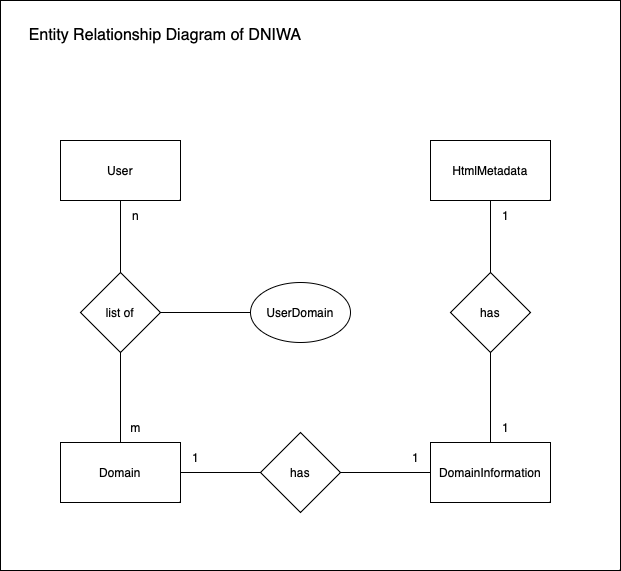 Entity Relationship Diagram of DNIWA
User
HtmlMetadata
n
1
list of
UserDomain
has
m
1
Domain
1
has
1
DomainInformation